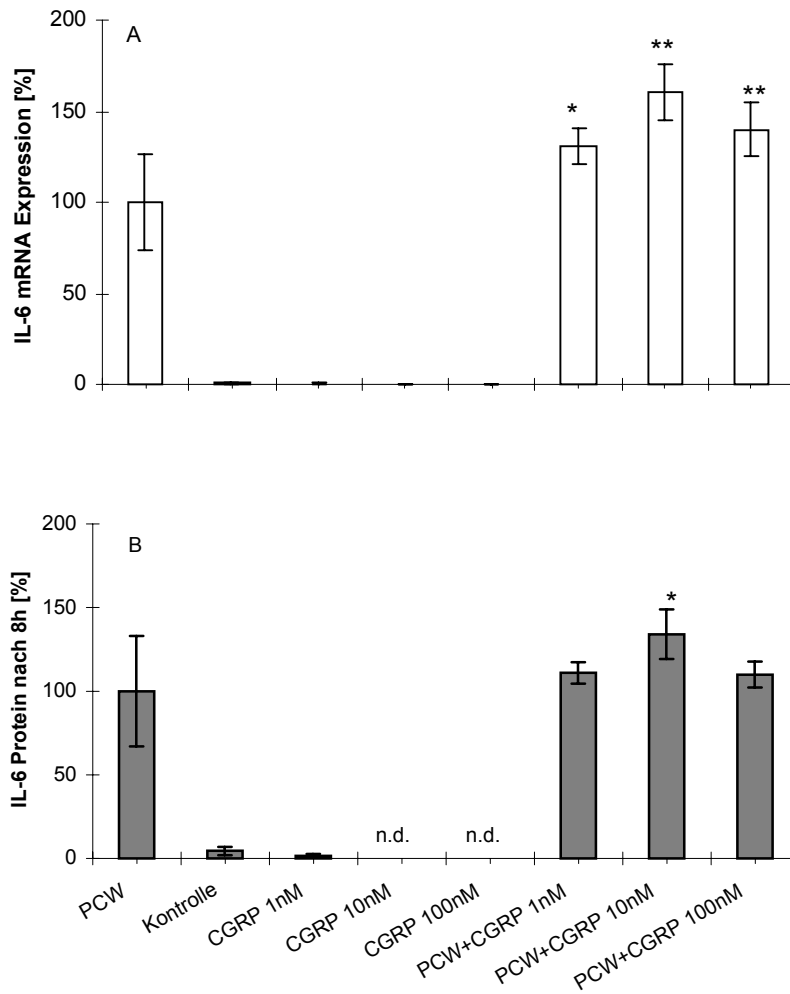 A
IL-6 mRNA Expression [%]
200
150
100
50
0
*
**
**
B
IL-6 Protein nach 8h [%]
200
150
100
50
0
n.d.
n.d.
*
PCW
Kontrolle
CGRP 1nM
CGRP 10nM
CGRP 100nM
PCW+CGRP 1nM
PCW+CGRP 10nM
PCW+CGRP 100nM